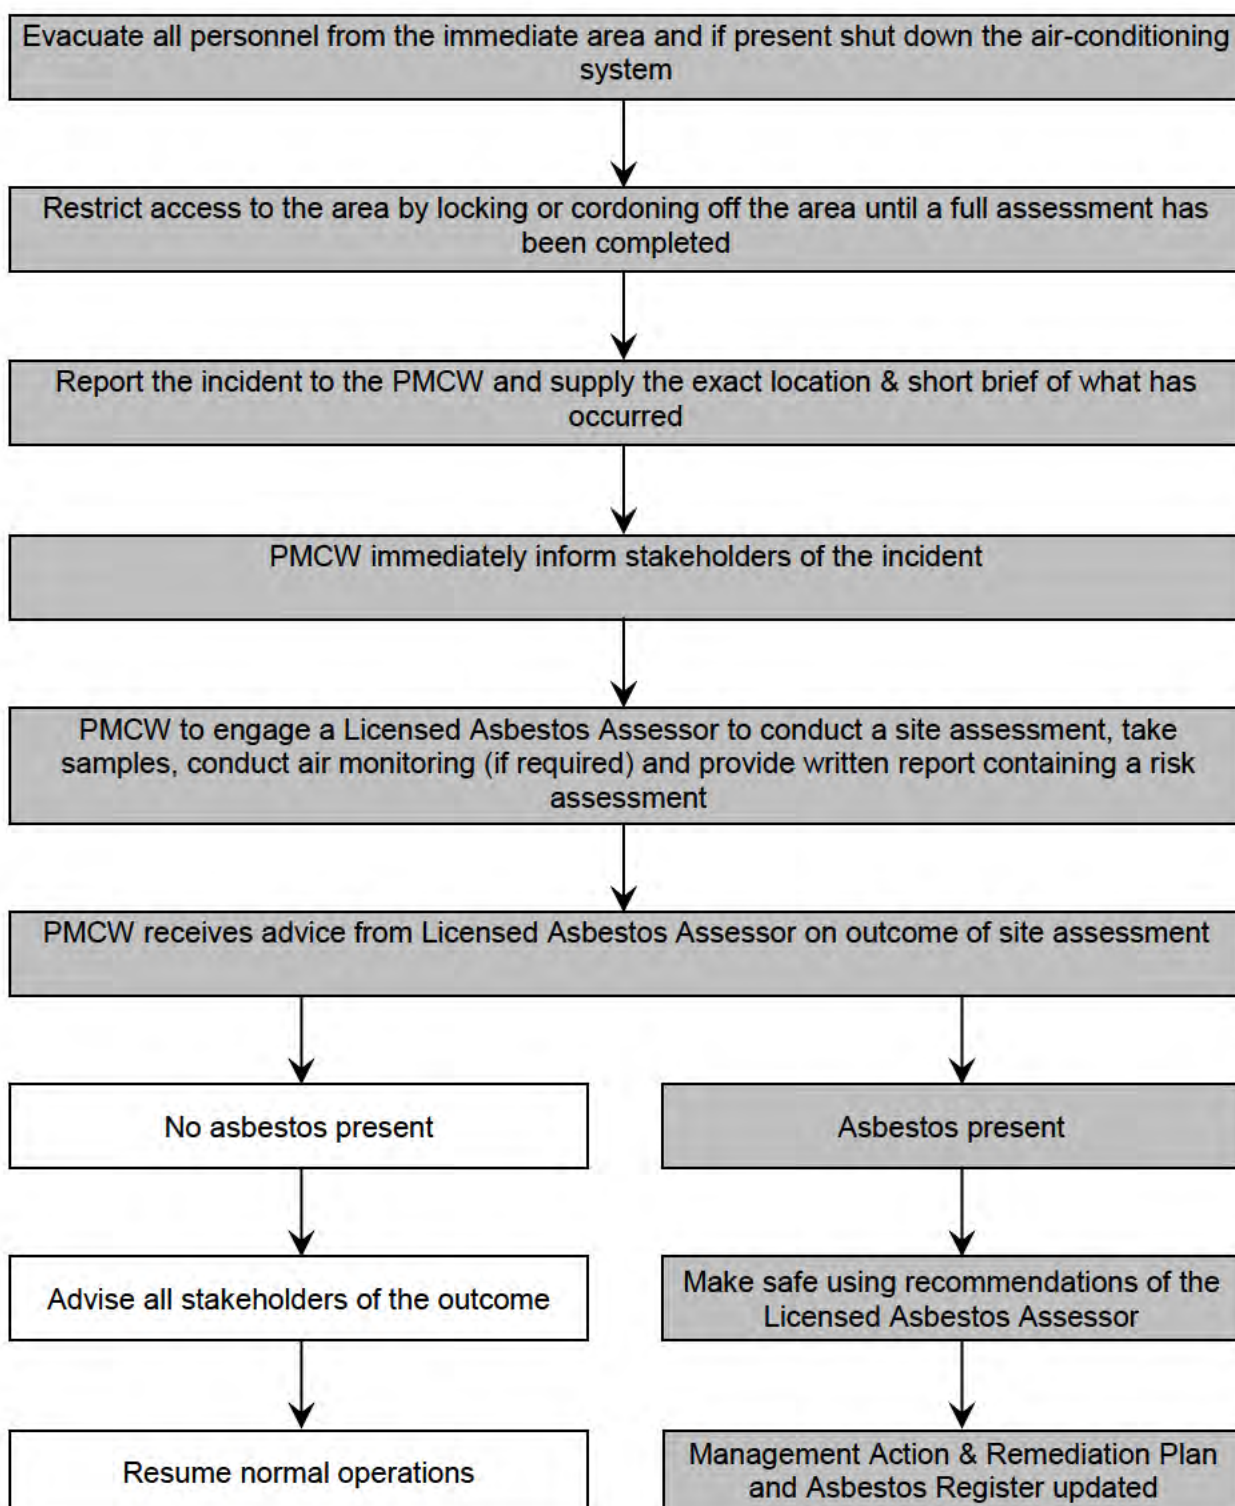 Evacuate all personnel from the immediate area and if present shut down the air-conditioning
system
Restrict access to the area by locking or cordoning off the area until a full assessment has
been completed
Report the incident to the PMCW and supply the exact location & short brief of what has
occurred
PMCW immediately inform stakeholders of the incident
PMCW to engage a Licensed Asbestos Assessor to conduct a site assessment, take
samples, conduct air monitoring (if required) and provide written report containing a risk
assessment
PMCW receives advice from Licensed Asbestos Assessor on outcome of site assessment
No asbestos present
Asbestos present
Advise all stakeholders of the outcome
Make safe using recommendations of the
Licensed Asbestos Assessor
Resume normal operations
Management Action & Remediation Plan
and Asbestos Register updated